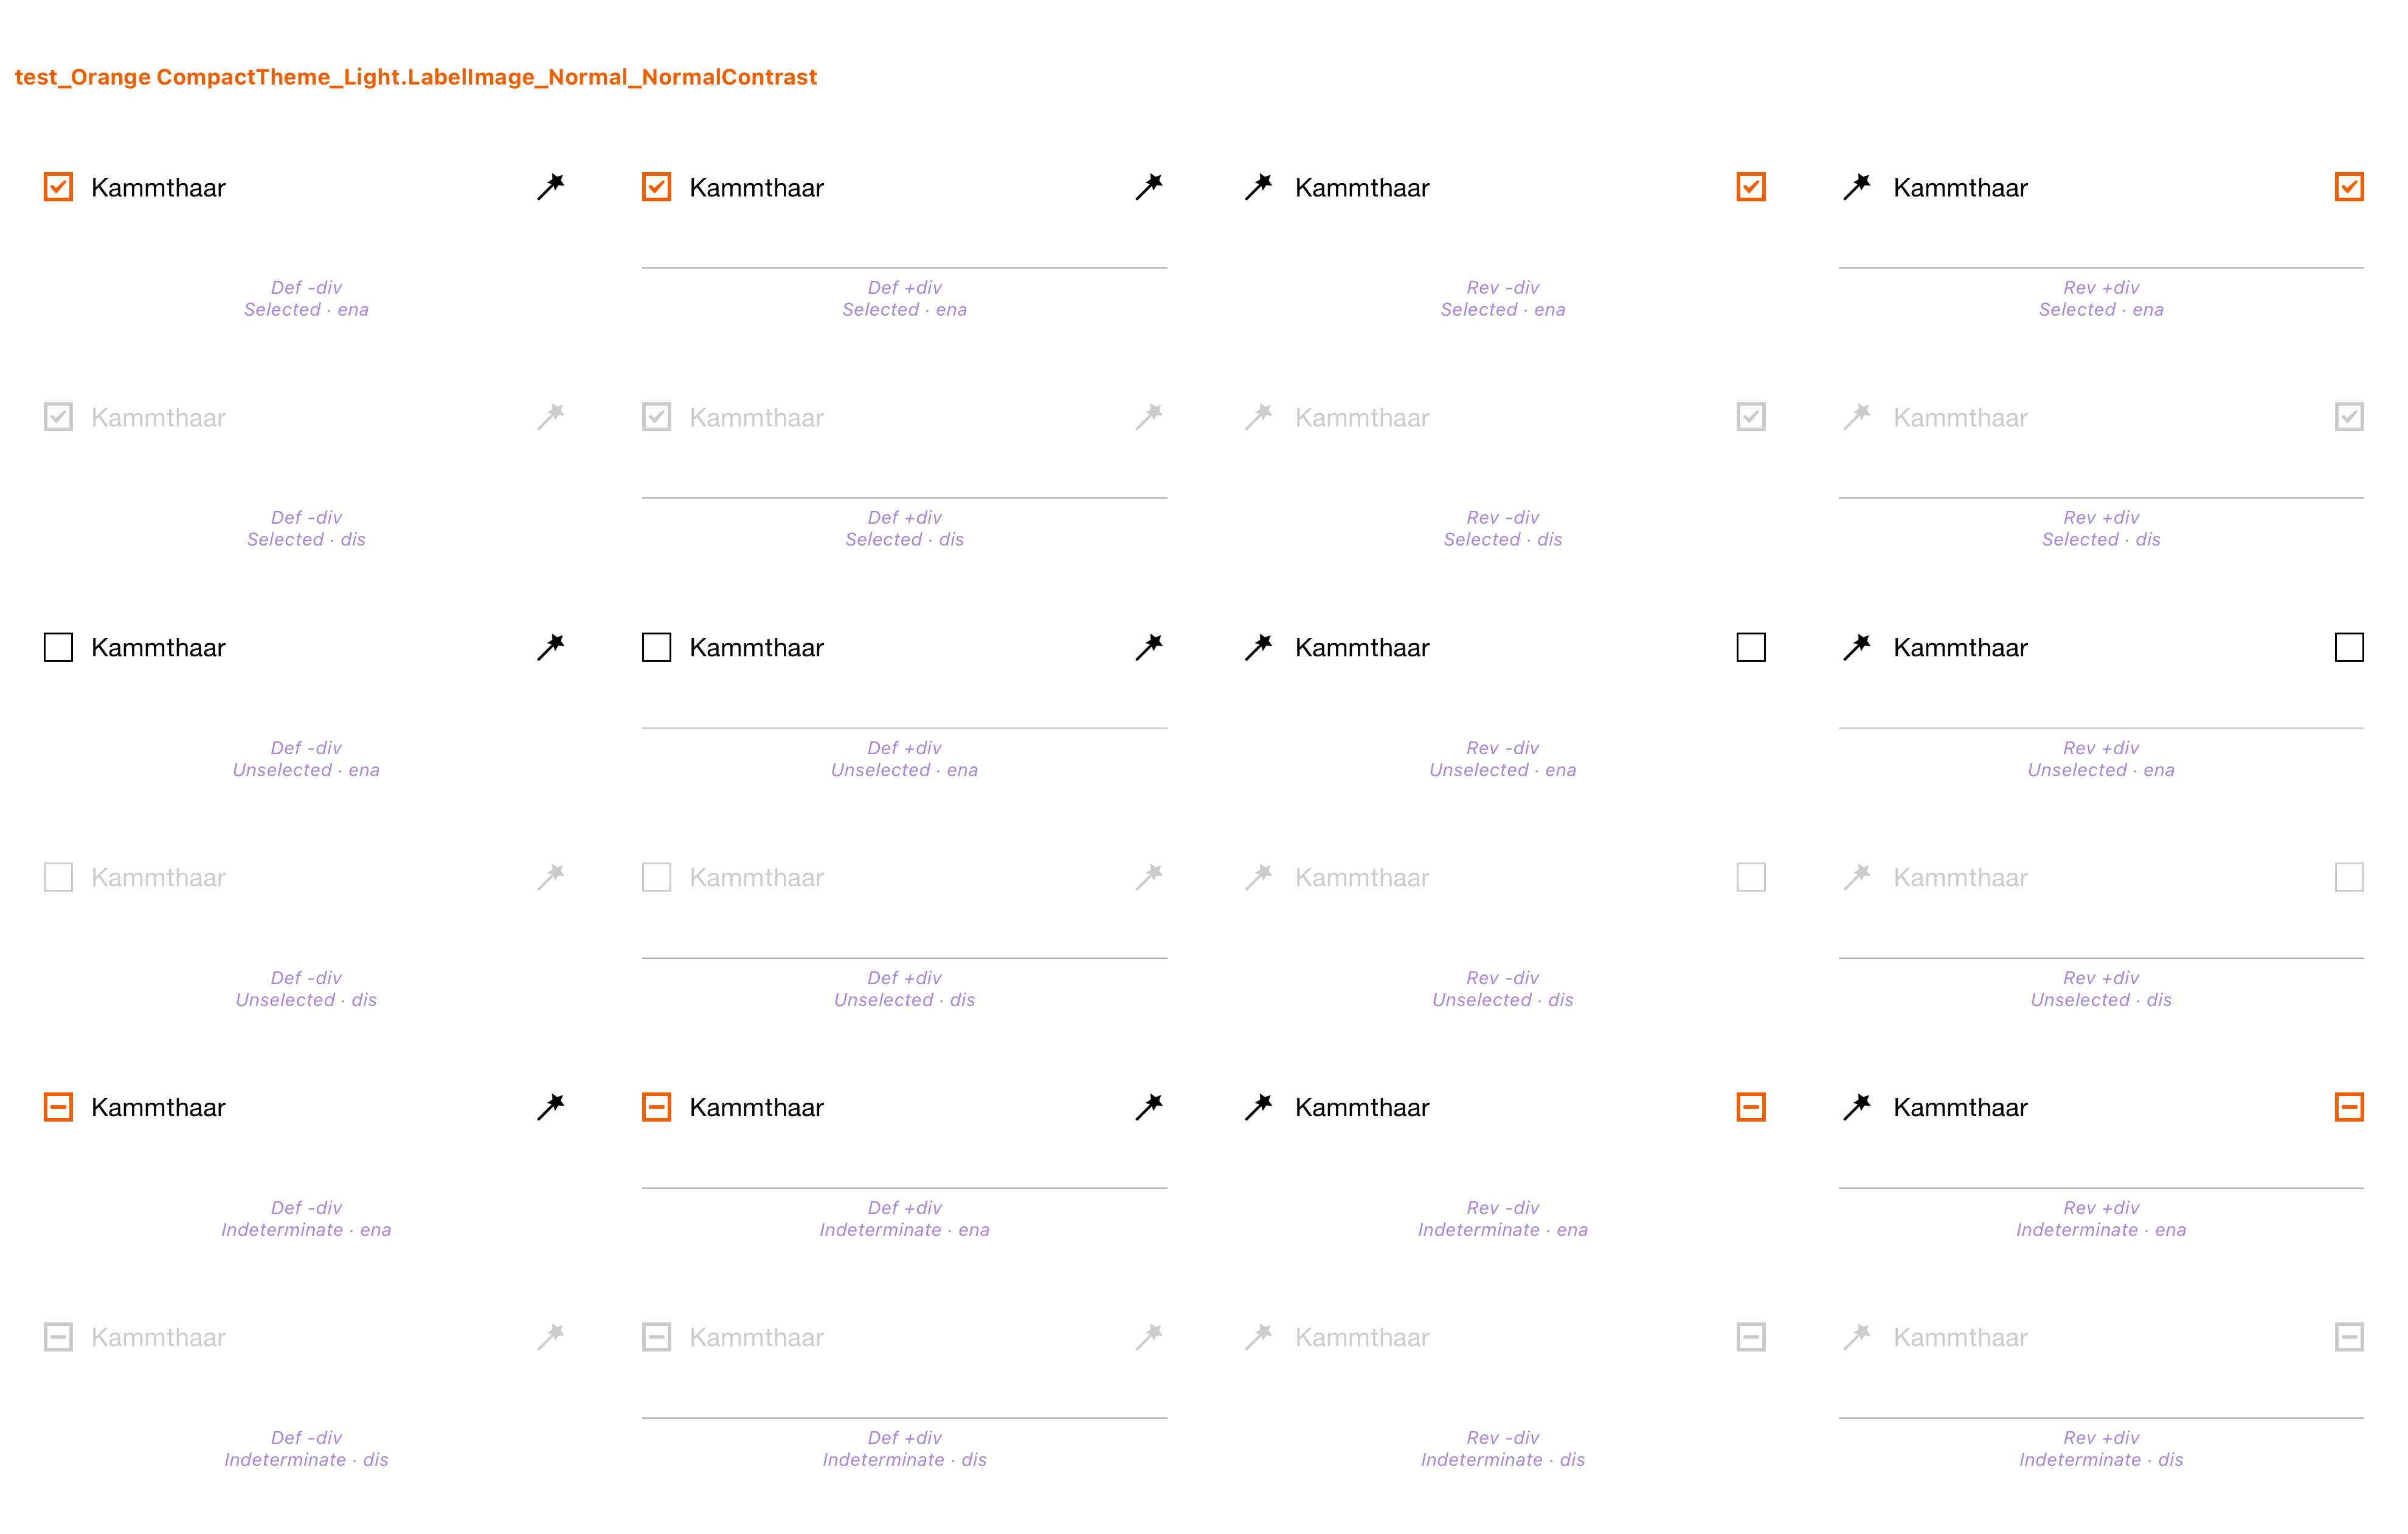 test_Orange CompactTheme_Light.LabelImage_Normal_NormalContrast
Kammthaar
Kammthaar
Kammthaar
Kammthaar
Def -div
Selected · ena
Def +div
Selected · ena
Rev -div
Selected · ena
Rev +div
Selected · ena
Kammthaar
Kammthaar
Kammthaar
Kammthaar
Def -div
Selected · dis
Def +div
Selected · dis
Rev -div
Selected · dis
Rev +div
Selected · dis
Kammthaar
Kammthaar
Kammthaar
Kammthaar
Def -div
Unselected · ena
Def +div
Unselected · ena
Rev -div
Unselected · ena
Rev +div
Unselected · ena
Kammthaar
Kammthaar
Kammthaar
Kammthaar
Def -div
Unselected · dis
Def +div
Unselected · dis
Rev -div
Unselected · dis
Rev +div
Unselected · dis
Kammthaar
Kammthaar
Kammthaar
Kammthaar
Def -div
Indeterminate · ena
Def +div
Indeterminate · ena
Rev -div
Indeterminate · ena
Rev +div
Indeterminate · ena
Kammthaar
Kammthaar
Kammthaar
Kammthaar
Def -div
Indeterminate · dis
Def +div
Indeterminate · dis
Rev -div
Indeterminate · dis
Rev +div
Indeterminate · dis